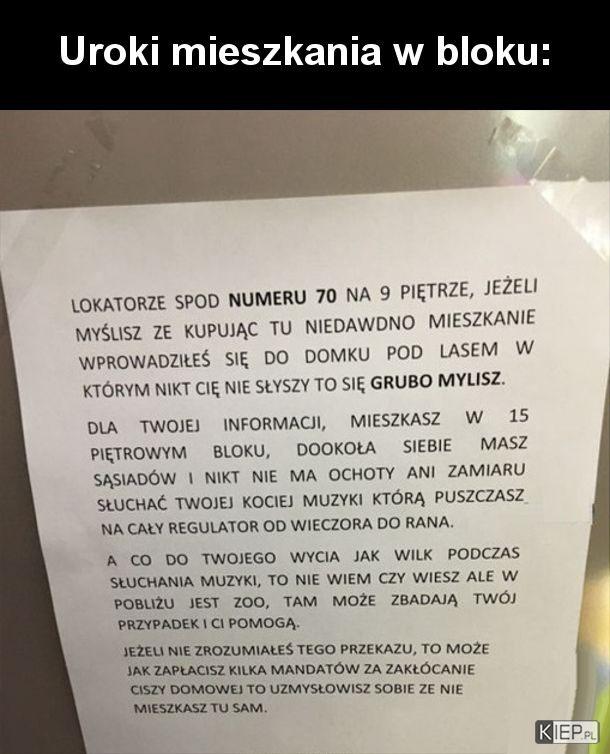 Uroki mieszkania w bloku:
LOKATORZE SPOD NUMERU 70 NA 9 PIĘTRZE, JEŻELI
MYŚLISZ ZE KUPUJĄC TU NIEDAWDNO MIESZKANIE
WPROWADZIŁEŚ SIĘ DO DOMKU POD LASEM W
KTÓRYM NIKT CIĘ NIE SŁYSZY TO SIĘ GRUBO MYLISZ.
DLA TWOJEJ INFORMACJI, MIESZKASZ W 15
PIĘTROWYM BLOKU, DOOKOŁA SIEBIE MASZ
SĄSIADÓW I NIKT NIE MA OCHOTY ANI ZAMIARU
SŁUCHAĆ TWOJEJ KOCIEJ MUZYKI KTÓRĄ PUSZCZASZ
NA CAŁY REGULATOR OD WIECZORA DO RANA.
A CO DO TWOJEGO WYCIA JAK WILK PODCZAS
SŁUCHANIA MUZYKI, TO NIE WIEM CZY WIESZ ALE W
POBLIŻU JEST ZOO, TAM MOŻE ZBADAJĄ TWÓJ
PRZYPADEK I CI POMOGĄ.
JEŻELI NIE ZROZUMIAŁEŚ TEGO PRZEKAZU, TO MOŻE
JAK ZAPŁACISZ KILKA MANDATÓW ZA ZAKŁÓCANIE
CISZY DOMOWEJ TO UZMYSŁOWISZ SOBIE ZE NIE
MIESZKASZ TU SAM.
KIEP.PL